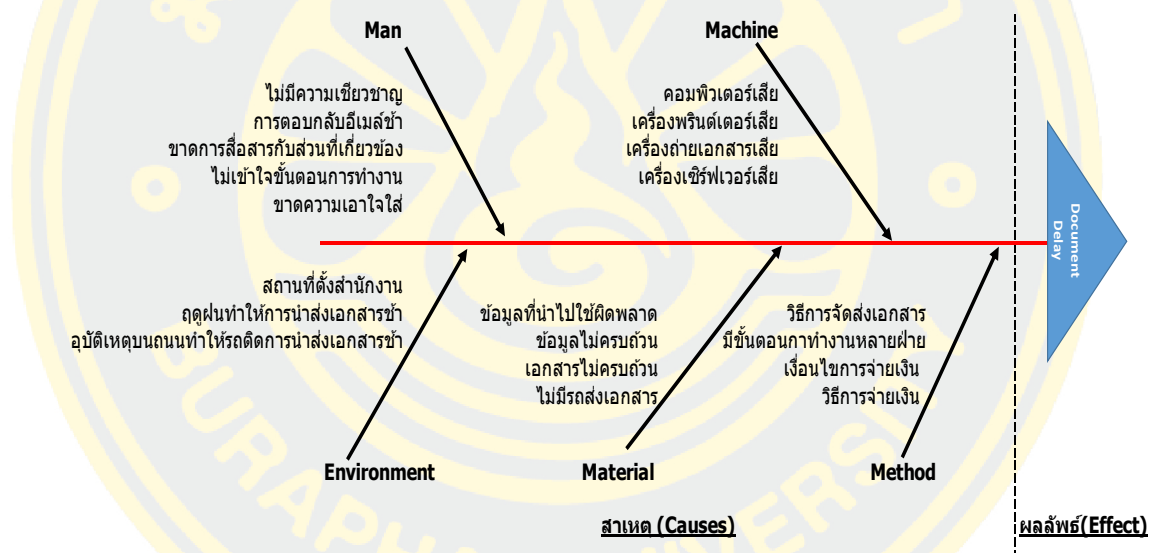 Man
ไม่มีความเชี่ยวชาญ
การตอบกลับอีเมล์ช้า
ขาดการสื่อสารกับส่วนที่เกี่ยวข้อง
ไม่เข้าใจขั้นตอนการทำงาน
ขาดความเอาใจใส่
Machine
คอมพิวเตอร์เสีย
เครื่องพรินต์เตอร์เสีย
เครื่องถ่ายเอกสารเสีย
เครื่องเซิร์ฟเวอร์เสีย
Document
Delay
สถานที่ตั้งสำนักงาน
ฤดูฝนทำให้การนำส่งเอกสารช้า
อุบัติเหตุบนถนนทำให้รถติดการนำส่งเอกสารช้า
Environment
ข้อมูลที่นำไปใช้ผิดพลาด
ข้อมูลไม่ครบถ้วน
เอกสารไม่ครบถ้วน
ไม่มีรถส่งเอกสาร
Material
วิธีการจัดส่งเอกสาร
มีขั้นตอนกาทำงานหลายฝ่าย
เงื่อนไขการจ่ายเงิน
วิธีการจ่ายเงิน
Method
สาเหตุ (Causes)
ผลลัพธ์(Effect)